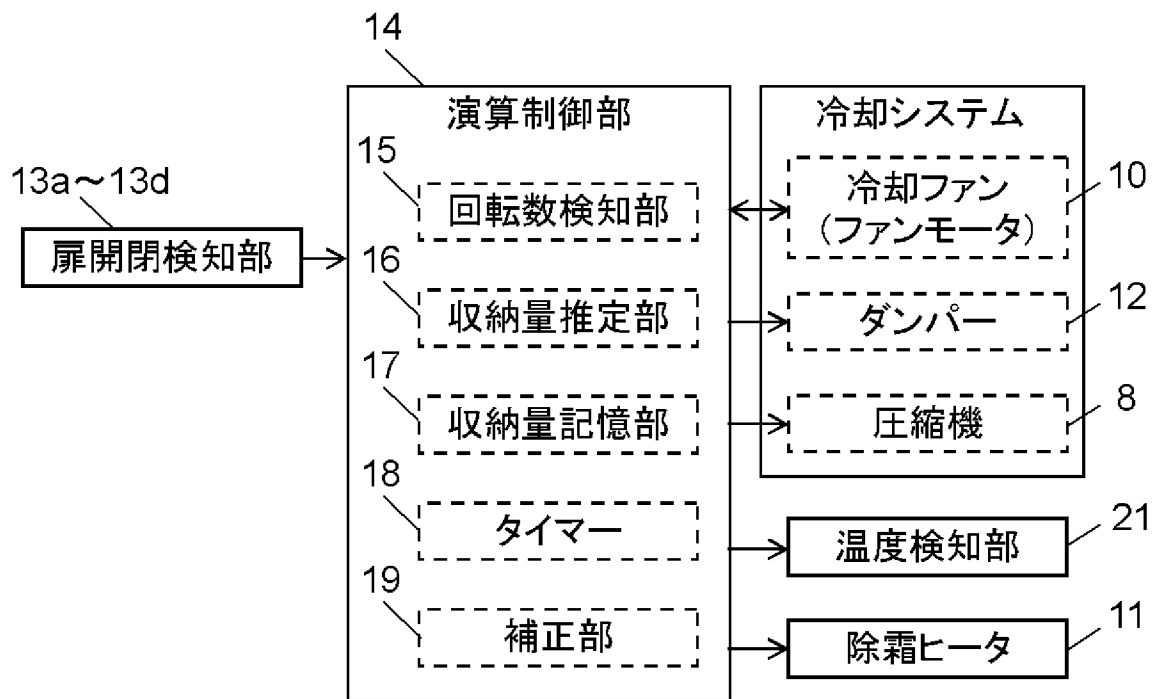 14
演算制御部
15
回転数検知部
16
収納量推定部
17
収納量記憶部
18
タイマー
19
補正部
13a～13d
扉開閉検知部
冷却システム
冷却ファン
(ファンモータ)
10
ダンパー
12
圧縮機
8
温度検知部
21
除霜ヒータ
11